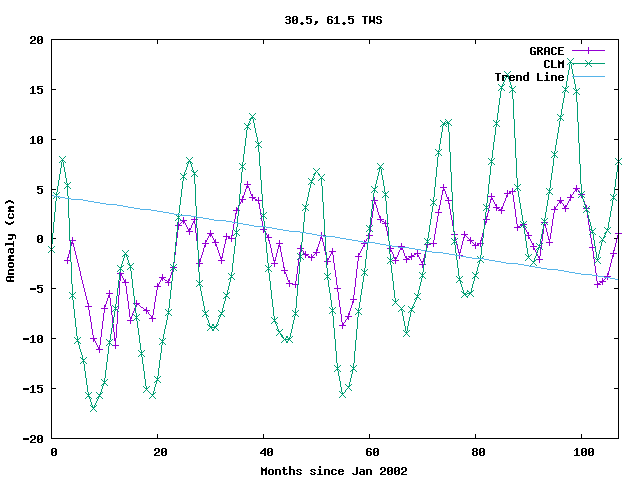 30.5, 61.5 TWS
GRACE
CLM
Trend Line
20
15
10
5
0
-5
-10
-15
-20
Anomaly (cm)
0 20 40 60 80 100
Months since Jan 2002